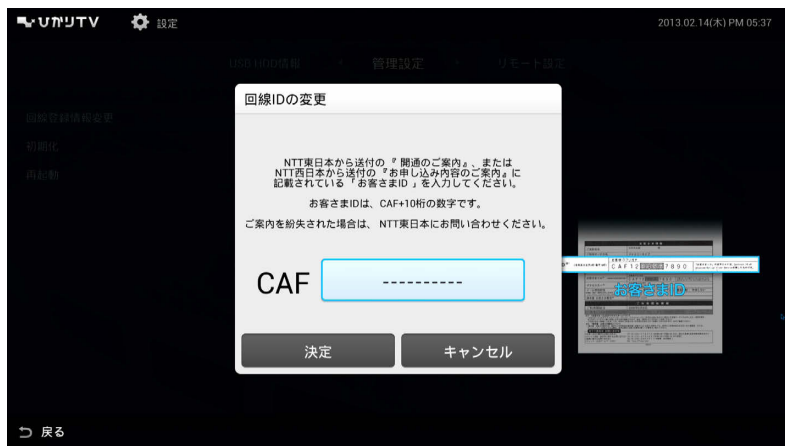 ひかりTV
設定
2013.02.14(木) PM 05:37
USB HDD情報
管理設定
リモート設定
回線登録情報変更
初期化
再起動
回線IDの変更
NTT東日本から送付の『 開通のご案内』、または
NTT西日本から送付の『お申し込み内容のご案内』に
記載されている「お客さまID 」を入力してください。
お客さまIDは、CAF+10桁の数字です。
ご案内を紛失された場合は、 NTT東日本にお問い合わせください。
CAF
----------
決定
キャンセル
お客さまID
戻る